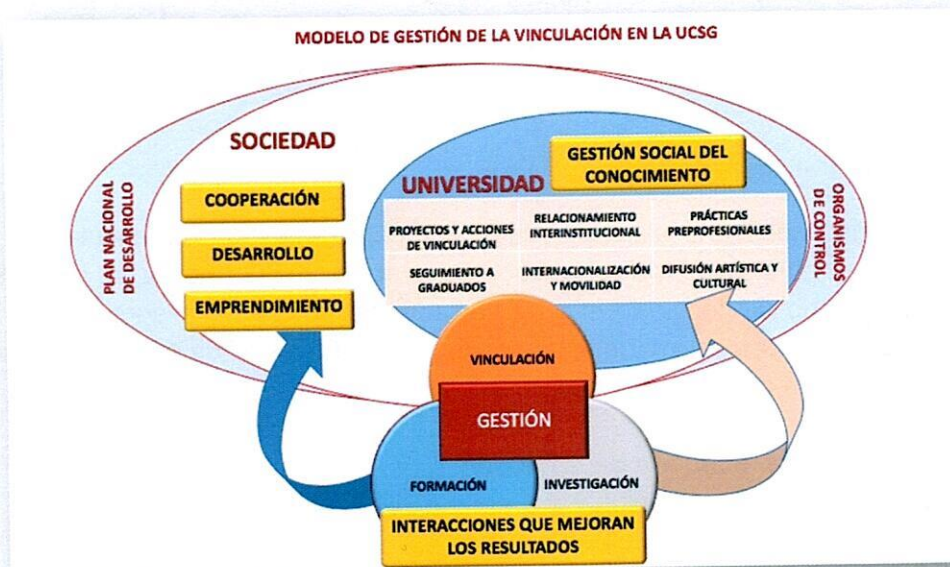 MODELO DE GESTIÓN DE LA VINCULACIÓN EN LA UCSG
PLAN NACIONAL
DE DESARROLLO
SOCIEDAD
COOPERACIÓN
DESARROLLO
EMPRENDIMIENTO
UNIVERSIDAD
GESTIÓN SOCIAL DEL
CONOCIMIENTO
PROYECTOS Y ACCIONES
DE VINCULACIÓN
RELACIONAMIENTO
INTERINSTITUCIONAL
PRÁCTICAS
PREPROFESIONALES
SEGUIMIENTO A
GRADUADOS
INTERNACIONALIZACIÓN
Y MOVILIDAD
DIFUSIÓN ARTÍSTICA Y
CULTURAL
ORGANISMOS
DE CONTROL
VINCULACIÓN
GESTIÓN
FORMACIÓN
INVESTIGACIÓN
INTERACCIONES QUE MEJORAN
LOS RESULTADOS